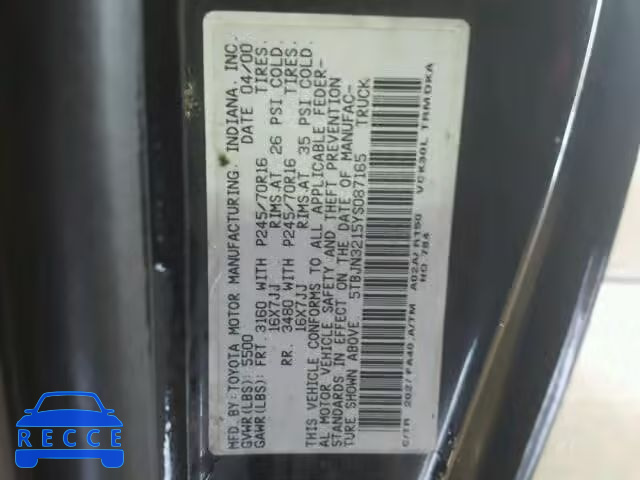 MFD.BY: TOYOTA MOTOR MANUFACTURING, INDIANA, INC.
GVWR(LBS): 5500 DATE 04/00
GAWR(LBS): FRT. 3160 WITH P245/70R16 TIRES.
16X7JJ RIMS.AT 26 PSI COLD.
RR. 3480 WITH P245/70R16 TIRES.
16X7JJ RIMS.AT 35 PSI COLD.
THIS VEHICLE CONFORMS TO ALL APPLICABLE FEDER-
AL MOTOR VEHICLE SAFETY AND THEFT PREVENTION
STANDARDS IN EFFECT ON THE DATE OF MANUFAC-
TURE SHOWN ABOVE. 5TBJN3215YS087165 TRUCK
C/TR 202/FA40,A/TM A02A/R150 VCK30L TRMDKA
HQ 784